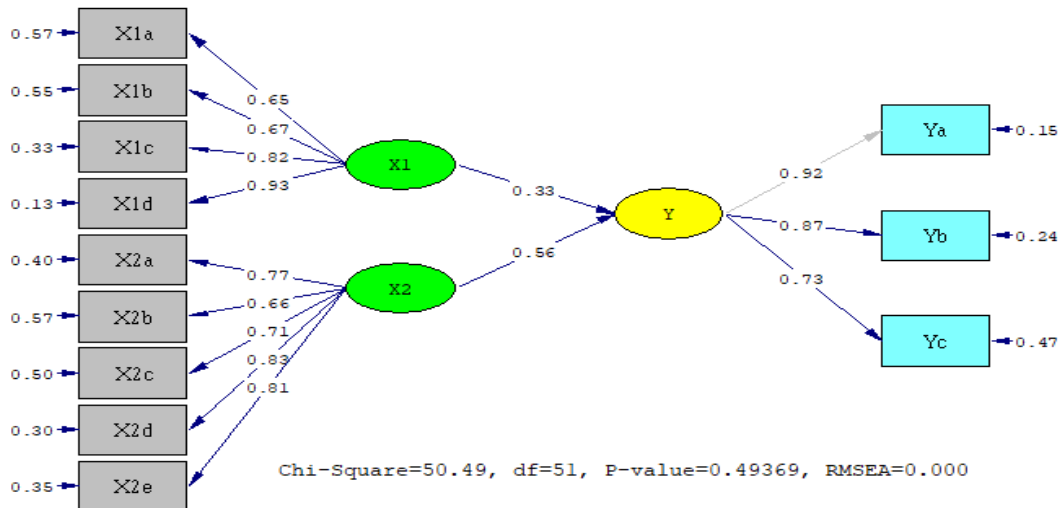 0.57 X1a
0.55 X1b
0.33 X1c
0.13 X1d
0.40 X2a
0.57 X2b
0.50 X2c
0.30 X2d
0.35 X2e
0.65
0.67
0.82
0.93
0.77
0.66
0.71
0.83
0.81
X1
X2
0.33
0.56
Y
0.92
0.87
0.73
Ya 0.15
Yb 0.24
Yc 0.47
Chi-Square=50.49, df=51, P-value=0.49369, RMSEA=0.000